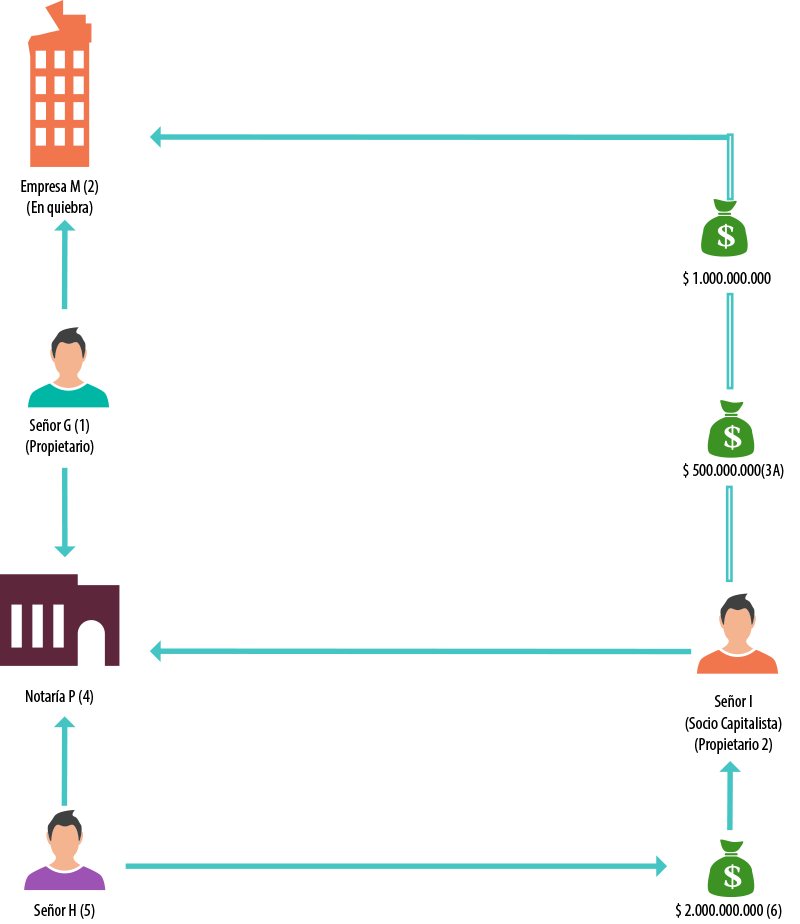 Empresa M (2)
(En quiebra)
$
$ 1.000.000.000
Señor G (1)
(Propietario)
$
$ 500.000.000(3A)
Notaría P (4)
Señor I
(Socio Capitalista)
(Propietario 2)
Señor H (5)
$
$ 2.000.000.000 (6)